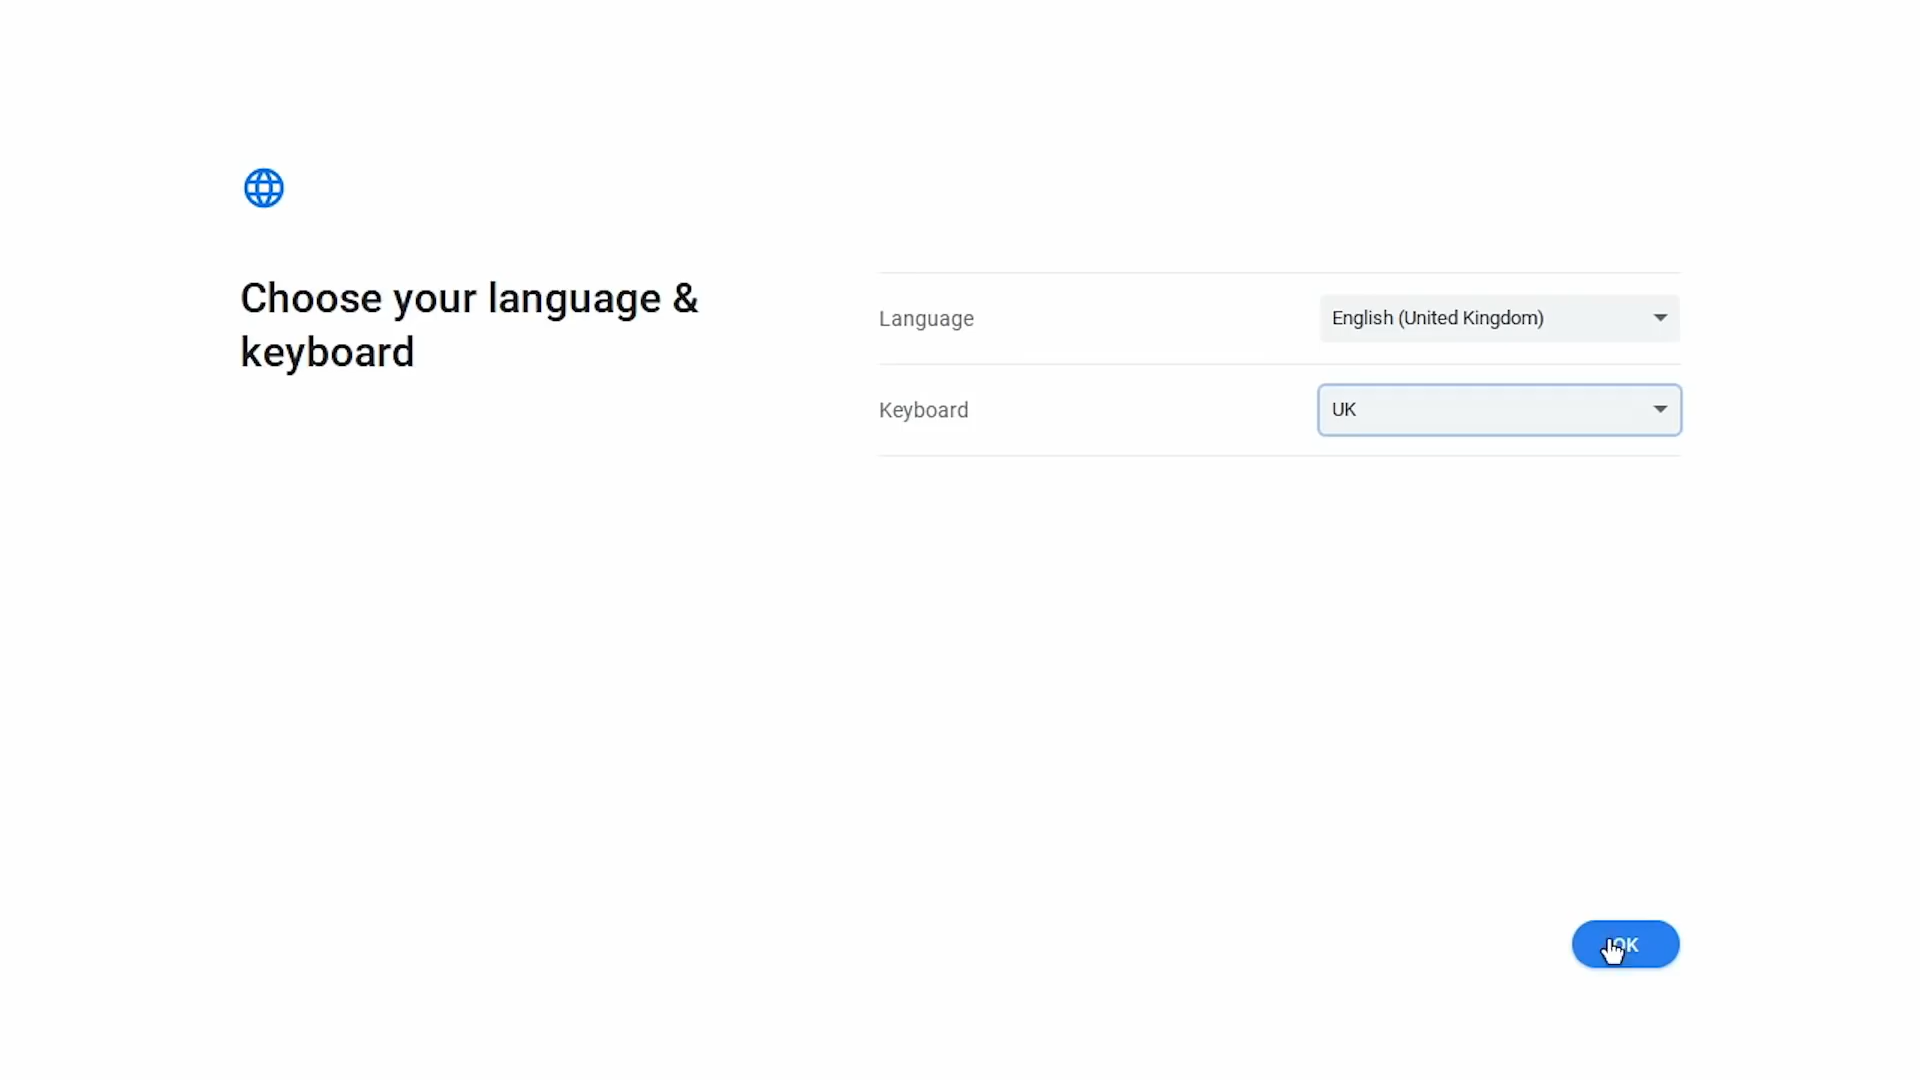 Choose your language &
keyboard
Language
English (United Kingdom)
Keyboard
UK
OK